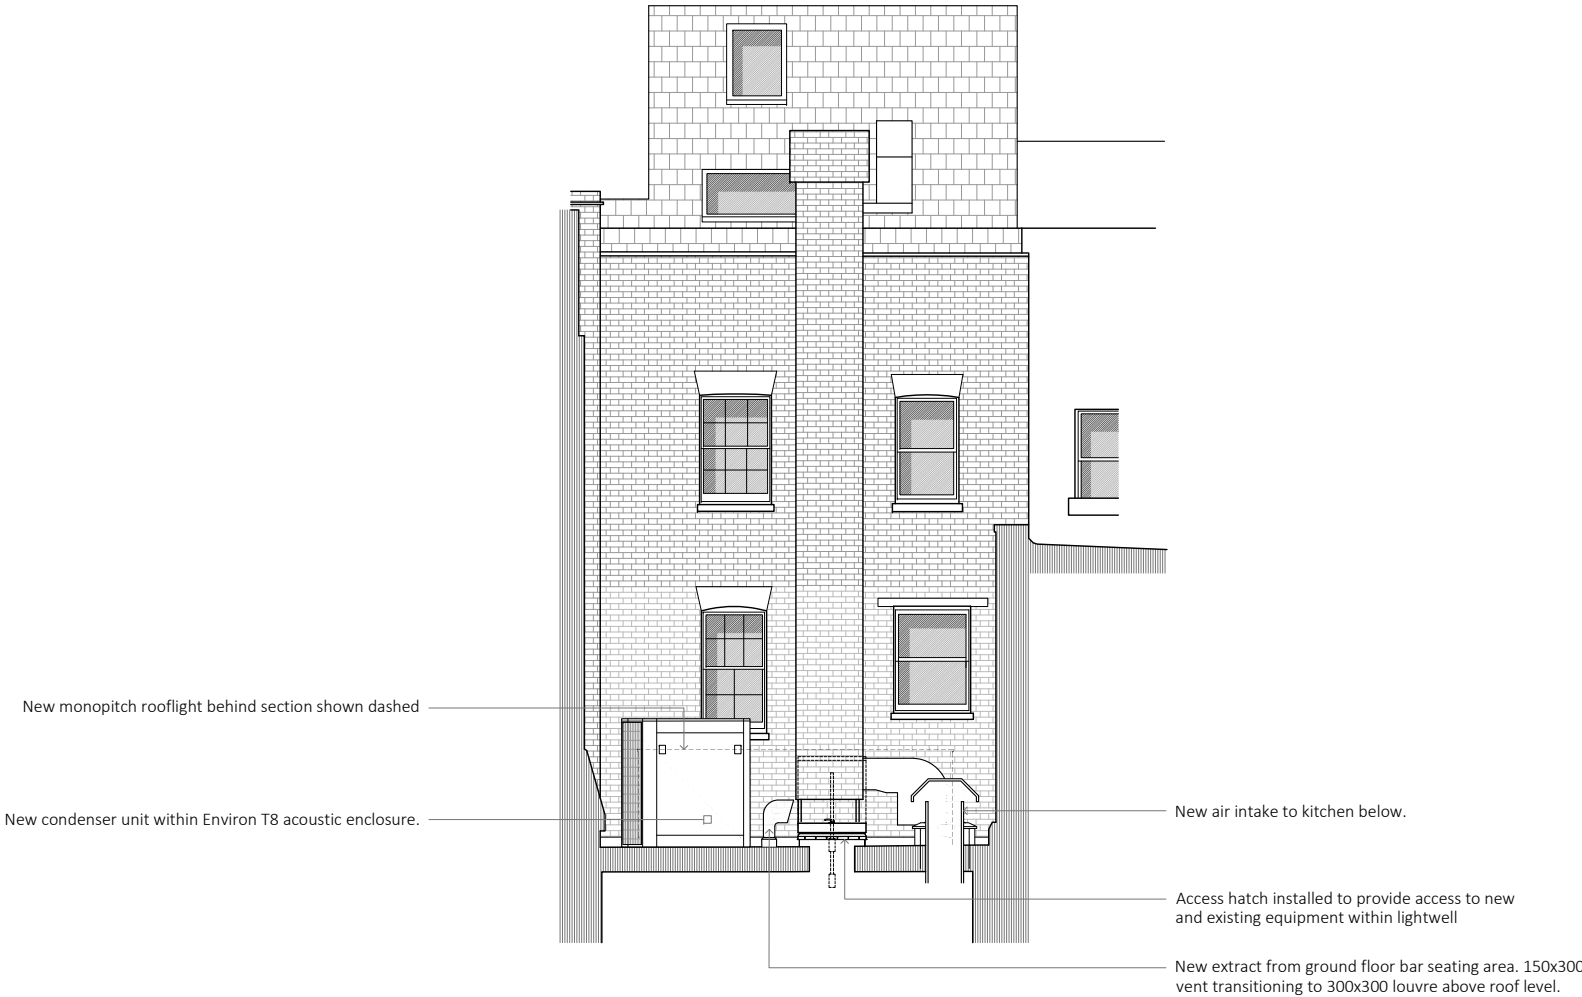 New monopitch rooflight behind section shown dashed
New condenser unit within Environ T8 acoustic enclosure.
New air intake to kitchen below.
Access hatch installed to provide access to new
and existing equipment within lightwell
New extract from ground floor bar seating area. 150x300
vent transitioning to 300x300 louvre above roof level.